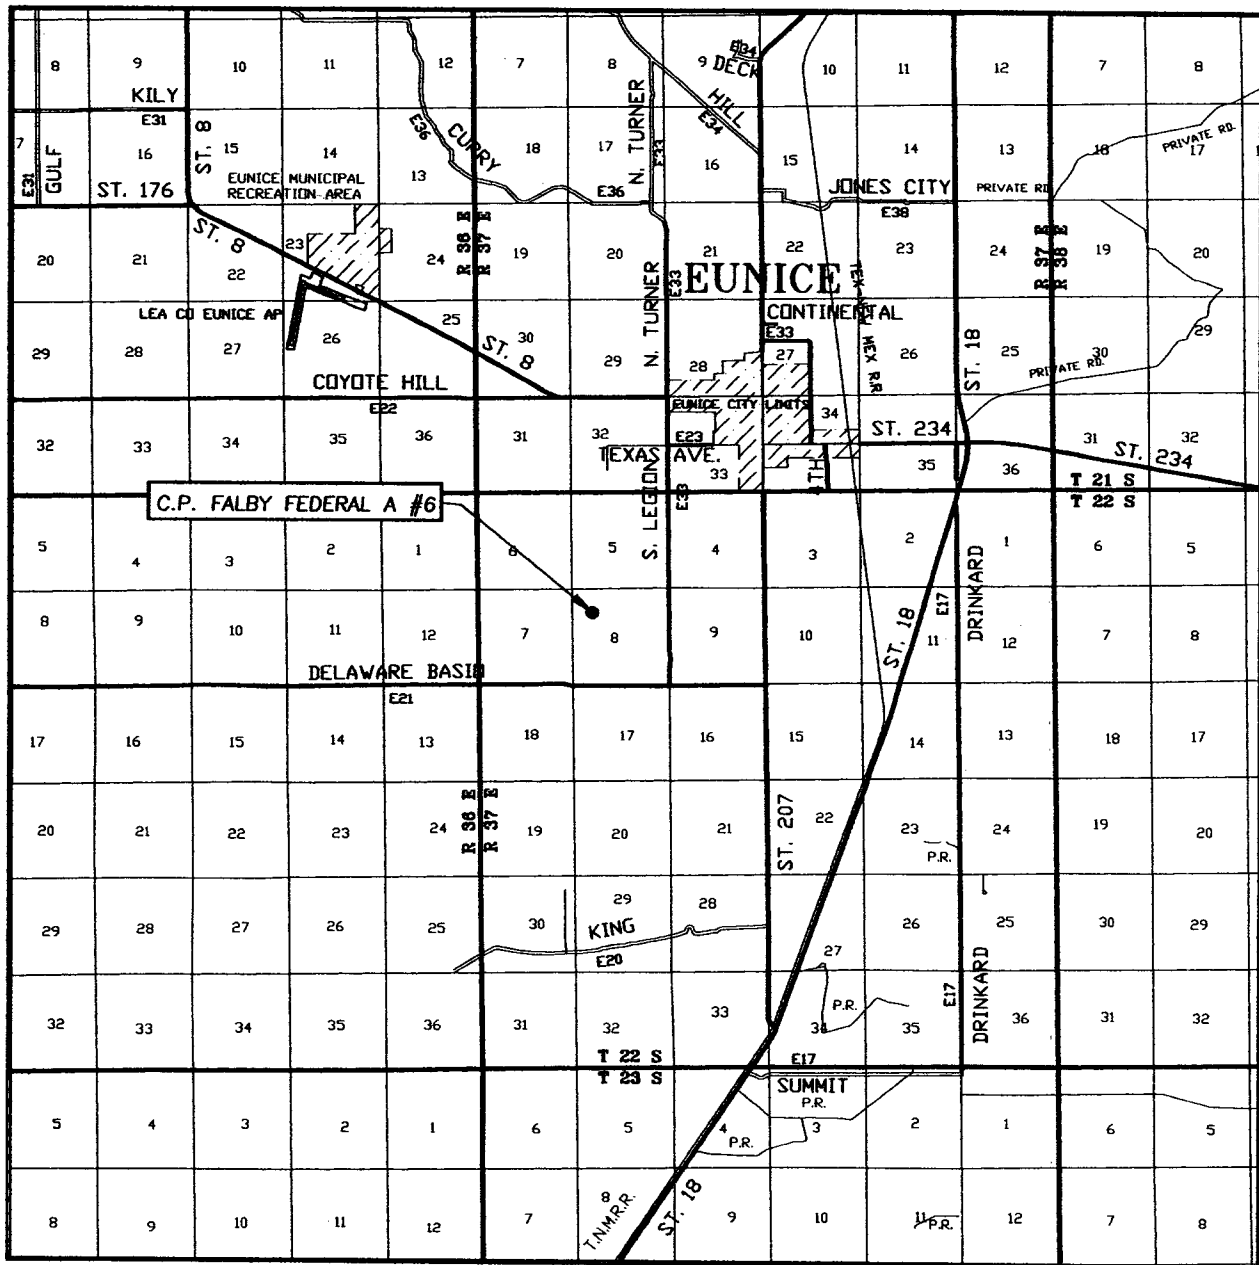 8 9 10 11 12 7 8 9 E34 DECK 10 11 12 7 8
KILY
E31
GULF
E31
ST. 8
E36
CURRY
N. TURNER
E33
HILL
E34
7 16 15 14 13 18 17 16 15 14 13 18 17
PRIVATE RD.
ST. 176
EUNICE MUNICIPAL
RECREATION AREA
E36
JONES CITY
E38
PRIVATE RD
ST. 8
R 36 E
R 37 E
R 37 E
R 38 E
20 21 22 23 24 19 20 21 22 23 24 19 20
EUNICE
N. TURNER
E33
CONTINENTAL
E33
TEX-NEW MEX R.R
ST. 18
LEA CO EUNICE AP
ST. 8
29 28 27 26 25 30 29 28 27 26 25 30 29
PRIVATE RD.
COYOTE HILL
E22
EUNICE CITY LIMITS
32 33 34 35 36 31 32 33 34 35 36 31 32
E23
TEXAS AVE.
ST. 234
ST. 234
S. LEGION
E33
4TH
T 21 S
T 22 S
C.P. FALBY FEDERAL A #6
5 4 3 2 1 6 5 4 3 2 1 6 5
DRINKARD
E17
ST. 18
8 9 10 11 12 7 8 9 10 11 12 7 8
DELAWARE BASIN
E21
17 16 15 14 13 18 17 16 15 14 13 18 17
R 36 E
R 37 E
ST. 207
20 21 22 23 24 19 20 21 22 23 24 19 20
P.R.
29 28 27 26 25 30 29 28 27 26 25 30 29
KING
E20
DRINKARD
E17
P.R.
32 33 34 35 36 31 32 33 34 35 36 31 32
T 22 S
T 23 S
E17
SUMMIT
P.R.
5 4 3 2 1 6 5 4 3 2 1 6 5
P.R.
8 9 10 11 12 7 8 9 10 11 12 7 8
T.N.M.R.R.
ST. 18
P.R.